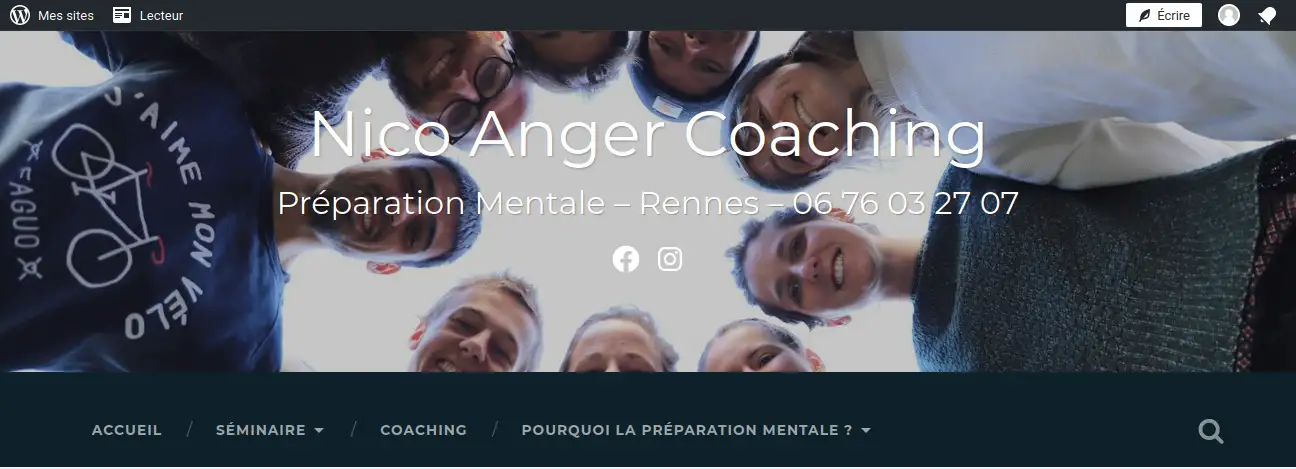 Mes sites
Lecteur
Écrire
Nico Anger Coaching
Préparation Mentale – Rennes – 06 76 03 27 07
J'AIME MON VÉLO
FAGUO
ACCUEIL / SÉMINAIRE / COACHING / POURQUOI LA PRÉPARATION MENTALE ?